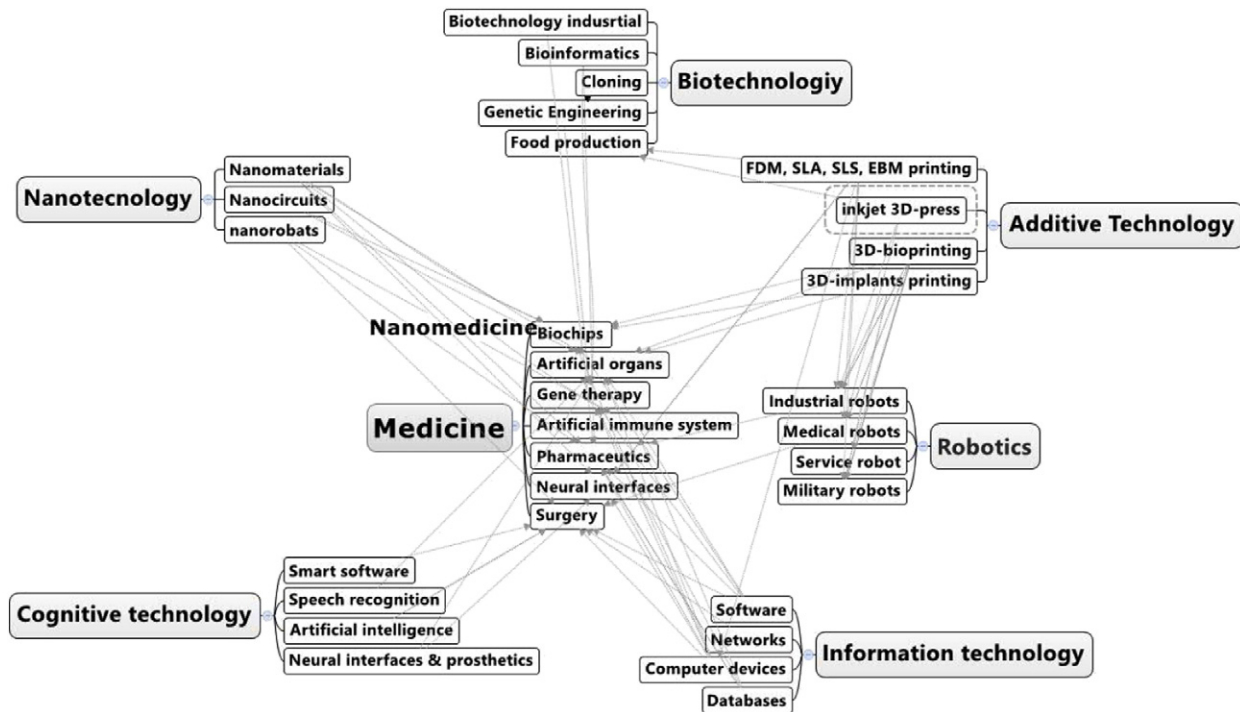 Biotechnology indusrtial
Bioinformatics
Cloning
Genetic Engineering
Food production
Biotechnologiy
Nanotecnology
Nanomaterials
Nanocircuits
nanorobats
FDM, SLA, SLS, EBM printing
inkjet 3D-press
3D-bioprinting
3D-implants printing
Additive Technology
Nanomedicine
Medicine
Biochips
Artificial organs
Gene therapy
Artificial immune system
Pharmaceutics
Neural interfaces
Surgery
Industrial robots
Medical robots
Service robot
Military robots
Robotics
Cognitive technology
Smart software
Speech recognition
Artificial intelligence
Neural interfaces & prosthetics
Software
Networks
Computer devices
Databases
Information technology